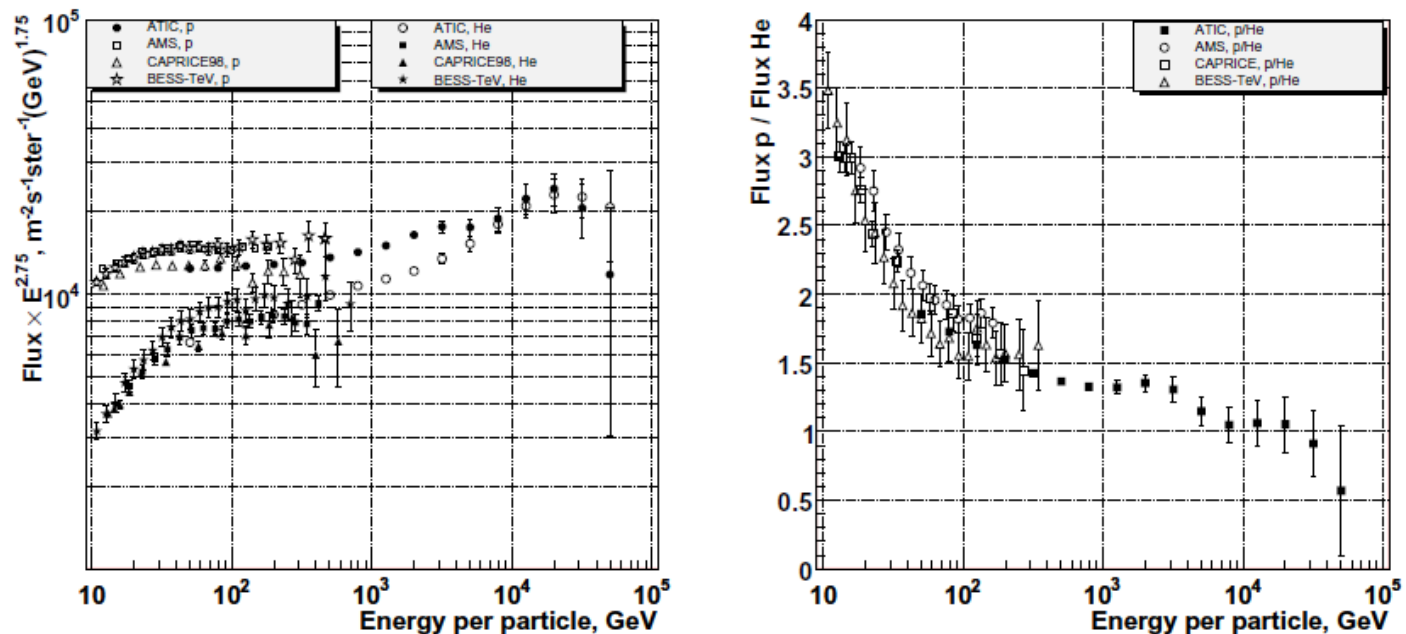 10^5
ATIC, p
AMS, p
CAPRICE98, p
BESS-TeV, p
ATIC, He
AMS, He
CAPRICE98, He
BESS-TeV, He
Flux × E^2.75, m^-2s^-1ster^-1(GeV)^1.75
10^4
10 10^2 10^3 10^4 10^5
Energy per particle, GeV
ATIC, p/He
AMS, p/He
CAPRICE, p/He
BESS-TeV, p/He
Flux p / Flux He
4
3.5
3
2.5
2
1.5
1
0.5
0
10 10^2 10^3 10^4 10^5
Energy per particle, GeV